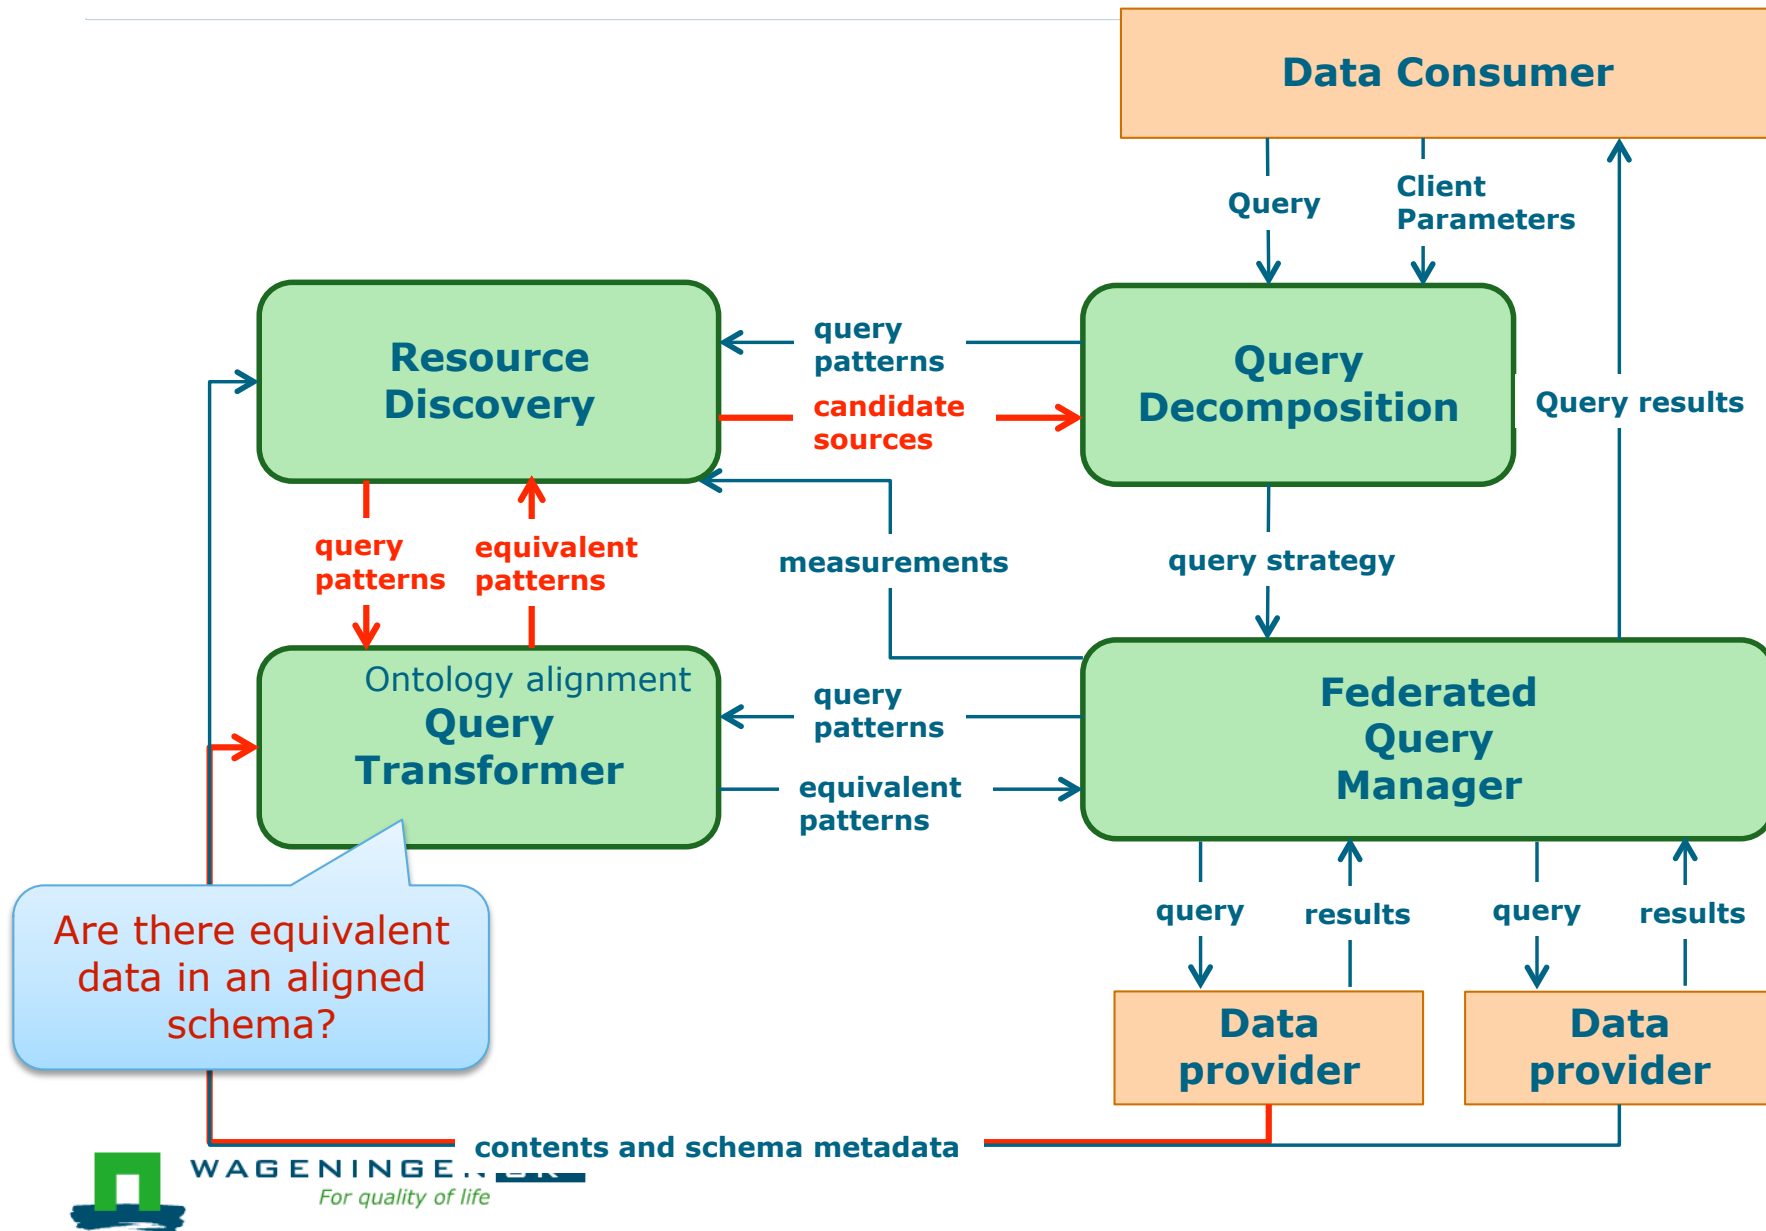 Data Consumer
Query
Client
Parameters
Resource
Discovery
query
patterns
candidate
sources
Query
Decomposition
Query results
query
patterns
equivalent
patterns
measurements
query strategy
Ontology alignment
Query
Transformer
query
patterns
equivalent
patterns
Federated
Query
Manager
Are there equivalent
data in an aligned
schema?
query
results
query
results
Data
provider
Data
provider
contents and schema metadata
WAGENINGEN
For quality of life